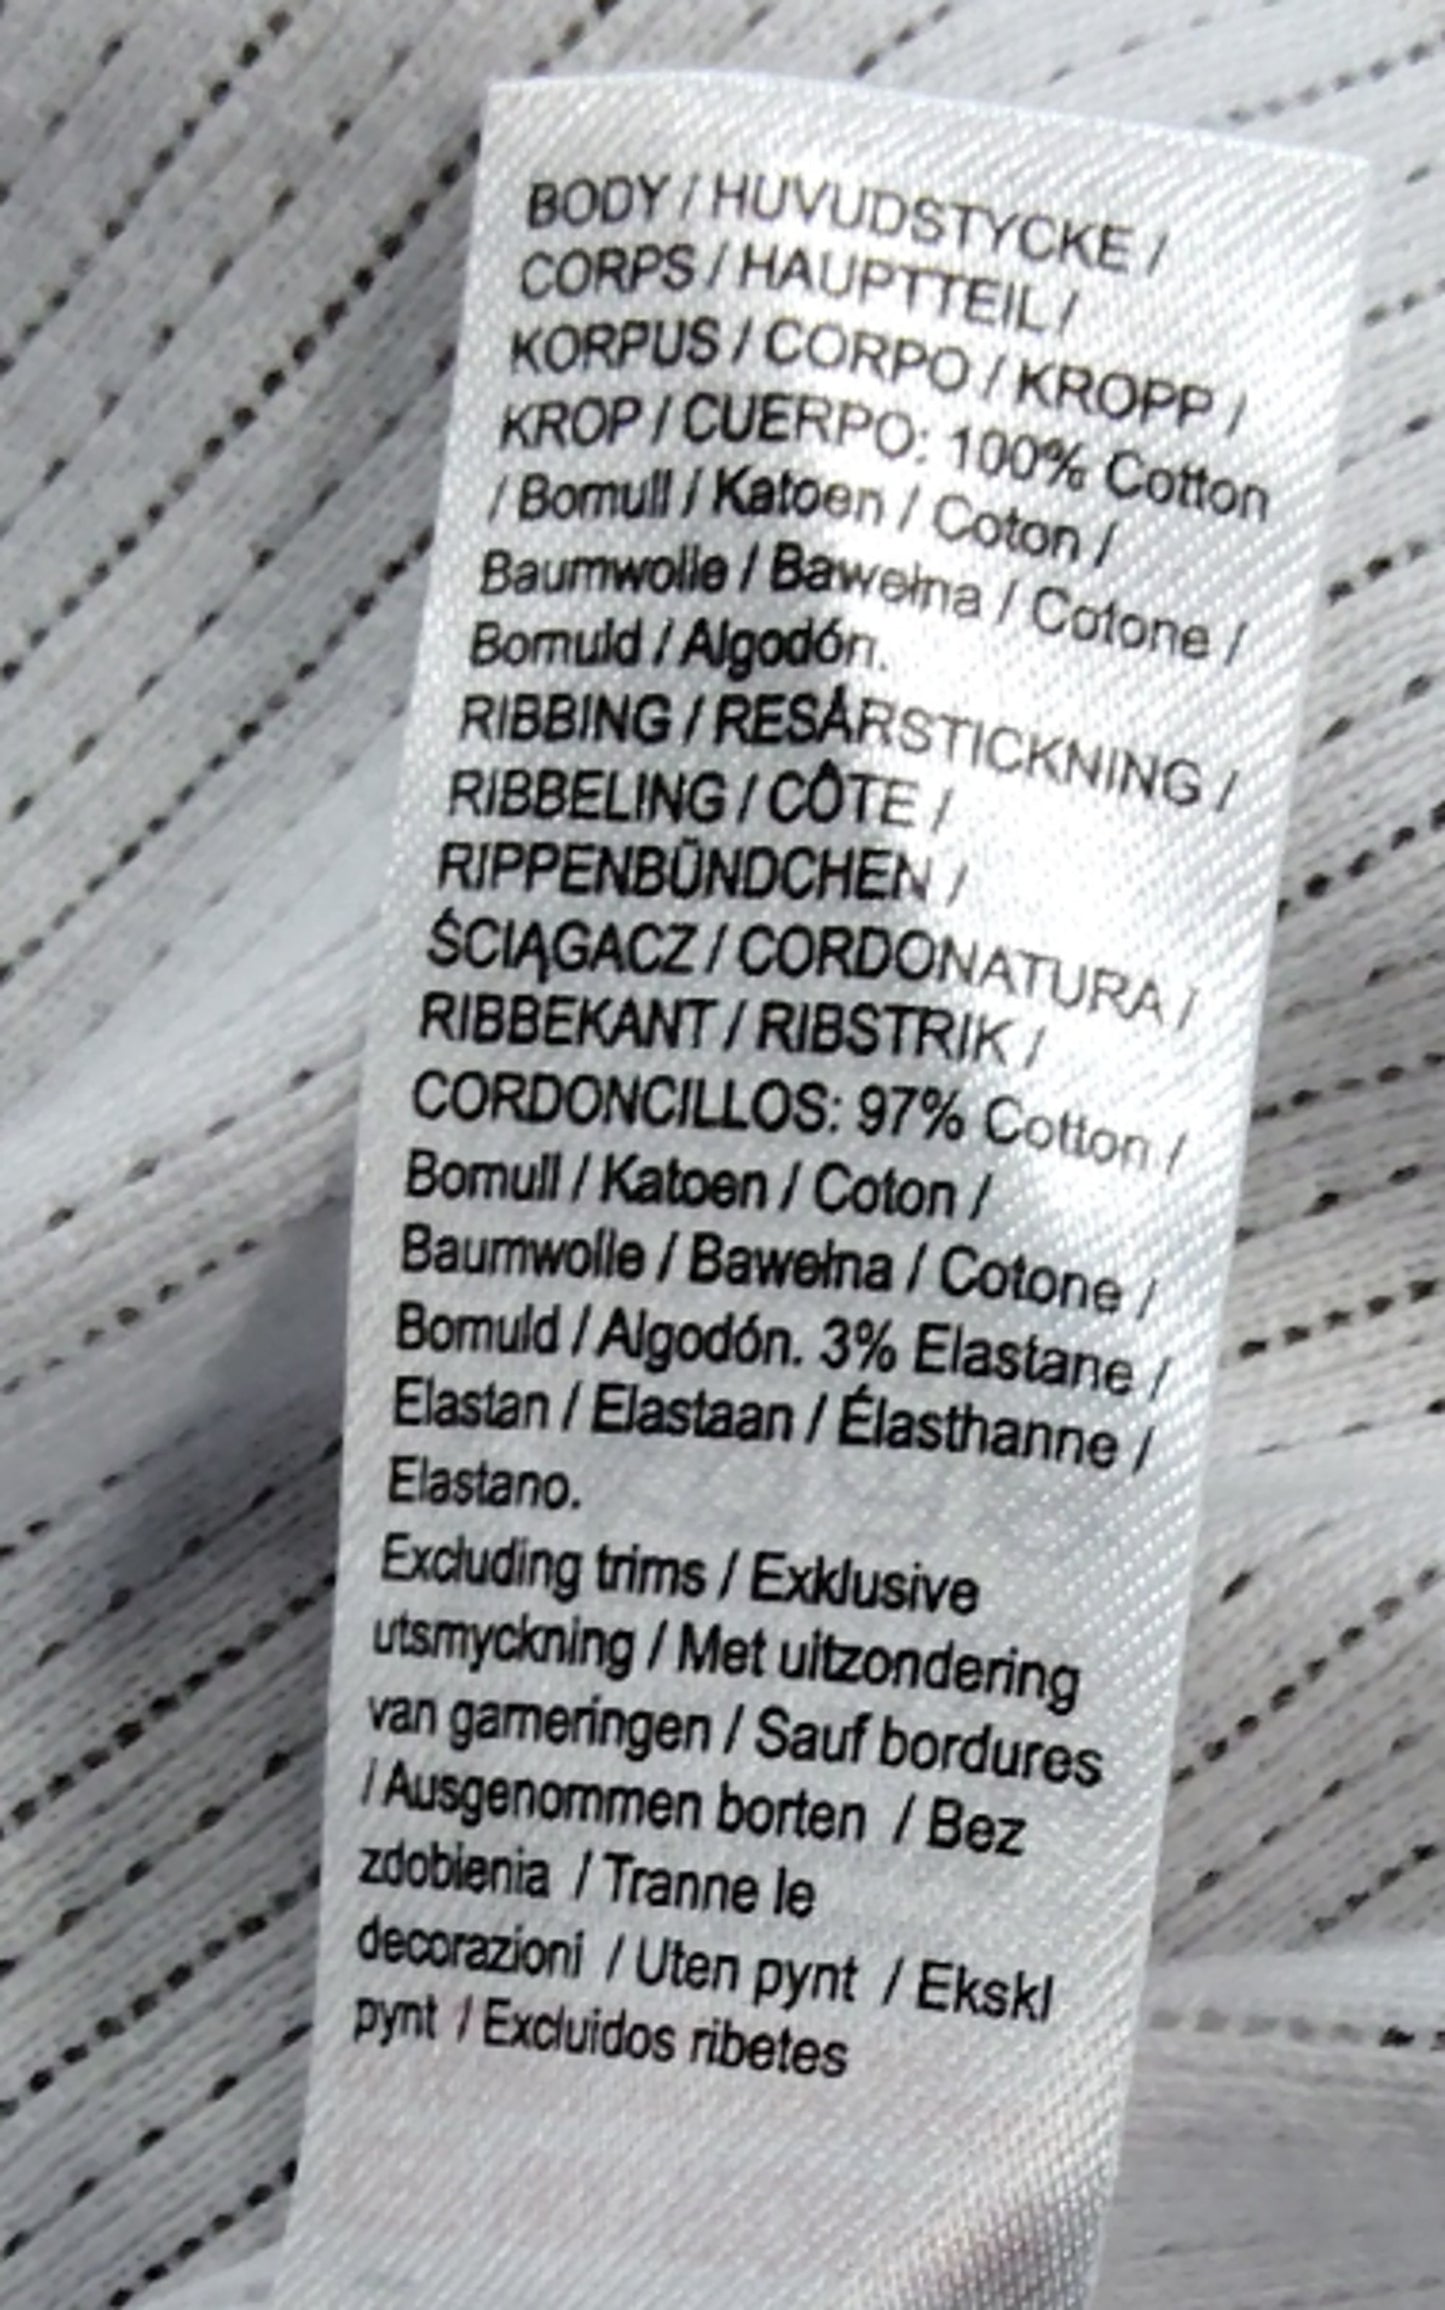 BODY / HUVUDSTYCKE /
CORPS / HAUPTTEIL /
KORPUS / CORPO / KROPP /
KROP / CUERPO: 100% Cotton
/ Bomull / Katoen / Coton /
Baumwolle / Bawełna / Cotone /
Bomuld / Algodón.
RIBBING / RESÅRSTICKNING /
RIBBELING / CÔTE /
RIPPENBÜNDCHEN /
ŚCIĄGACZ / CORDONATURA /
RIBBEKANT / RIBSTRIK /
CORDONCILLOS: 97% Cotton /
Bomull / Katoen / Coton /
Baumwolle / Bawełna / Cotone /
Bomuld / Algodón. 3% Elastane /
Elastan / Elastaan / Élasthanne /
Elastano.
Excluding trims / Exklusive
utsmyckning / Met uitzondering
van garneringen / Sauf bordures
/ Ausgenommen borten / Bez
zdobienia / Tranne le
decorazioni / Uten pynt / Ekskl
pynt / Excluidos ribetes